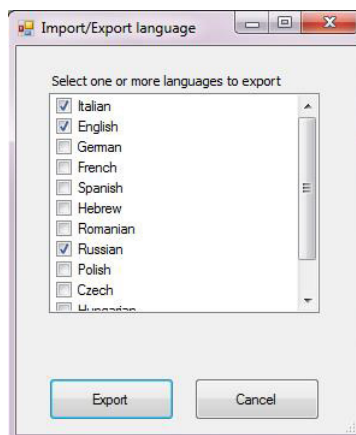 Import/Export language
Select one or more languages to export
Italian
English
German
French
Spanish
Hebrew
Romanian
Russian
Polish
Czech
Hungarian
Export
Cancel